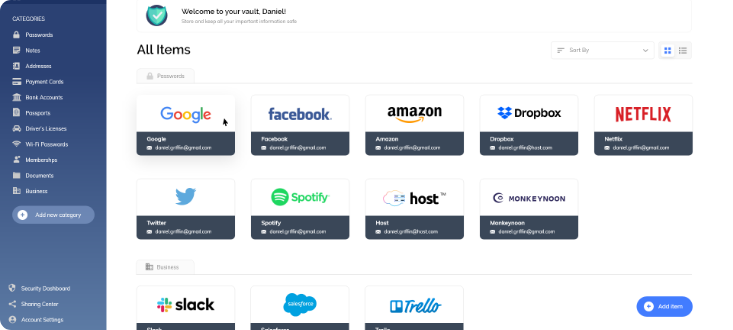 CATEGORIES
Passwords
Notes
Addresses
Payment Cards
Bank Accounts
Passports
Driver's Licenses
Wi-Fi Passwords
Memberships
Documents
Business
Add new category
Security Dashboard
Sharing Center
Account Settings
Welcome to your vault, Daniel!
Store and keep all your important information safe
All Items
Sort By
Passwords
Google
facebook.
amazon
Dropbox
NETFLIX
Google
Facebook
Amazon
Dropbox
Netflix
daniel.griffin@gmail.com
daniel.griffin@gmail.com
daniel.griffin@gmail.com
daniel.griffin@host.com
daniel.griffin@gmail.com
Spotify
host™
MONKEYNOON
Twitter
Spotify
Host
Monkeynoon
daniel.griffin@gmail.com
daniel.griffin@gmail.com
daniel.griffin@host.com
daniel.griffin@gmail.com
Business
slack
salesforce
Trello
Slack
Salesforce
Trello
Add item